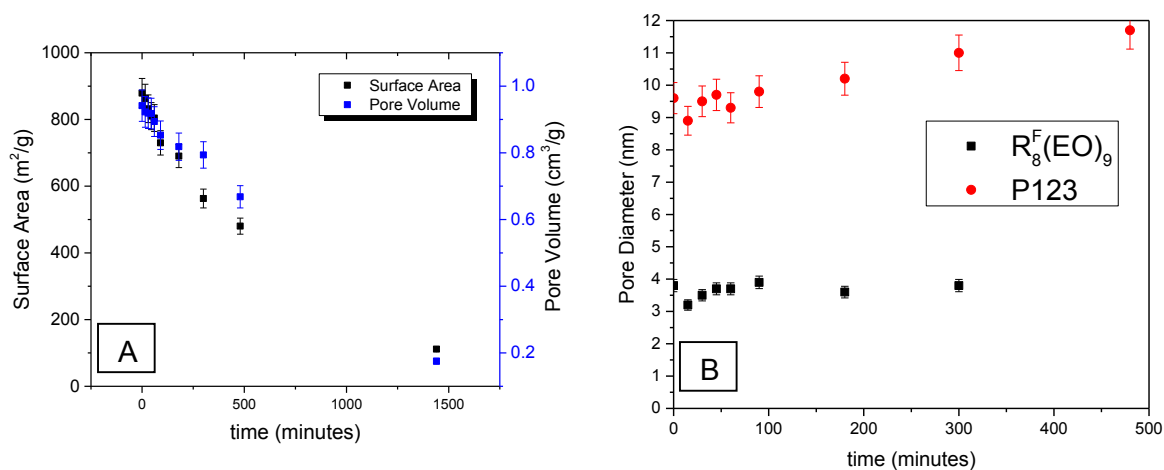 1000
800
600
400
200
0
Surface Area (m²/g)
Surface Area
Pore Volume
1.0
0.8
0.6
0.4
0.2
Pore Volume (cm³/g)
A
0 500 1000 1500
time (minutes)
12
11
10
9
8
7
6
5
4
3
2
1
0
Pore Diameter (nm)
R₈ᶠ(EO)₉
P123
B
0 100 200 300 400 500
time (minutes)